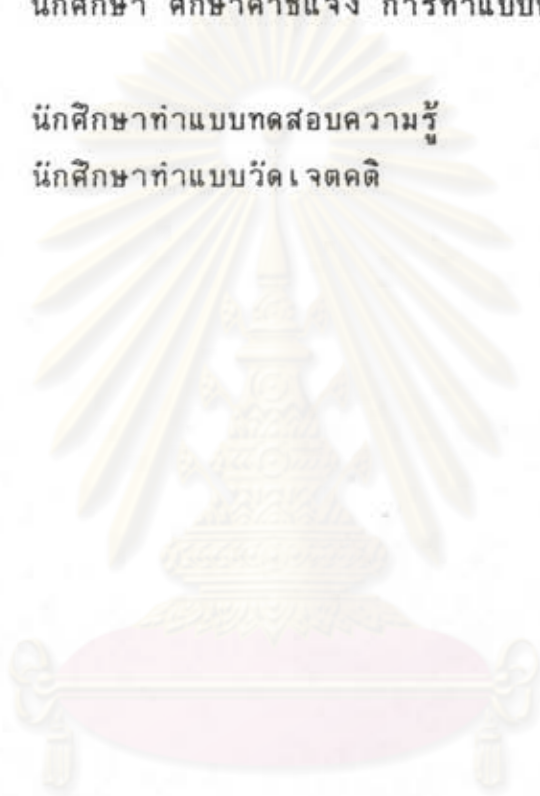 นักศึกษา ศึกษาคำชี้แจง การทำแบบ
นักศึกษาทำแบบทดสอบความรู้
นักศึกษาทำแบบวัดเจตคติ